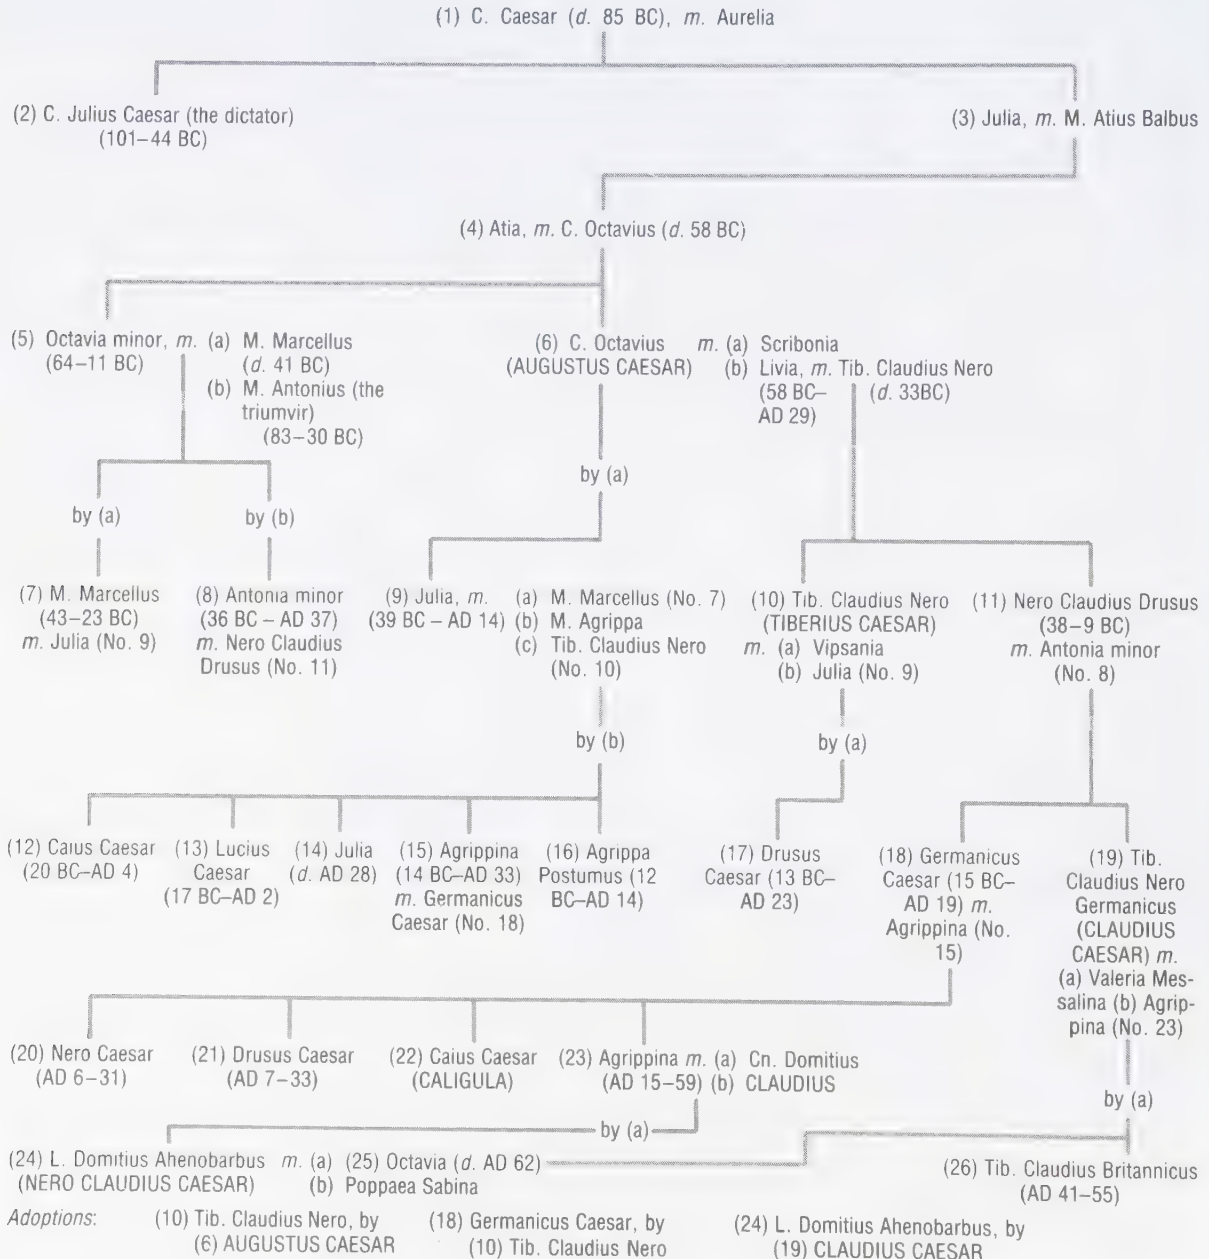 (1) C. Caesar (d. 85 BC), m. Aurelia
(2) C. Julius Caesar (the dictator)
(101–44 BC)
(3) Julia, m. M. Atius Balbus
(4) Atia, m. C. Octavius (d. 58 BC)
(5) Octavia minor, m. (a) M. Marcellus
(64–11 BC) (d. 41 BC)
(b) M. Antonius (the
triumvir)
(83–30 BC)
(6) C. Octavius m. (a) Scribonia
(AUGUSTUS CAESAR) (b) Livia, m. Tib. Claudius Nero
(58 BC– (d. 33BC)
AD 29)
by (a)
by (a) by (b)
(7) M. Marcellus
(43–23 BC)
m. Julia (No. 9)
(8) Antonia minor
(36 BC – AD 37)
m. Nero Claudius
Drusus (No. 11)
(9) Julia, m. (a) M. Marcellus (No. 7)
(39 BC – AD 14) (b) M. Agrippa
(c) Tib. Claudius Nero
(No. 10)
(10) Tib. Claudius Nero
(TIBERIUS CAESAR)
m. (a) Vipsania
(b) Julia (No. 9)
(11) Nero Claudius Drusus
(38–9 BC)
m. Antonia minor
(No. 8)
by (b) by (a)
(12) Caius Caesar
(20 BC–AD 4)
(13) Lucius
Caesar
(17 BC–AD 2)
(14) Julia
(d. AD 28)
(15) Agrippina
(14 BC–AD 33)
m. Germanicus
Caesar (No. 18)
(16) Agrippa
Postumus (12
BC–AD 14)
(17) Drusus
Caesar (13 BC–
AD 23)
(18) Germanicus
Caesar (15 BC–
AD 19) m.
Agrippina (No.
15)
(19) Tib.
Claudius Nero
Germanicus
(CLAUDIUS
CAESAR) m.
(a) Valeria Mes-
salina (b) Agrip-
pina (No. 23)
(20) Nero Caesar
(AD 6–31)
(21) Drusus Caesar
(AD 7–33)
(22) Caius Caesar
(CALIGULA)
(23) Agrippina m. (a) Cn. Domitius
(AD 15–59) (b) CLAUDIUS
by (a)
by (a)
(24) L. Domitius Ahenobarbus m. (a) (25) Octavia (d. AD 62)
(NERO CLAUDIUS CAESAR) (b) Poppaea Sabina
(26) Tib. Claudius Britannicus
(AD 41–55)
Adoptions: (10) Tib. Claudius Nero, by
(6) AUGUSTUS CAESAR
(18) Germanicus Caesar, by
(10) Tib. Claudius Nero
(24) L. Domitius Ahenobarbus, by
(19) CLAUDIUS CAESAR